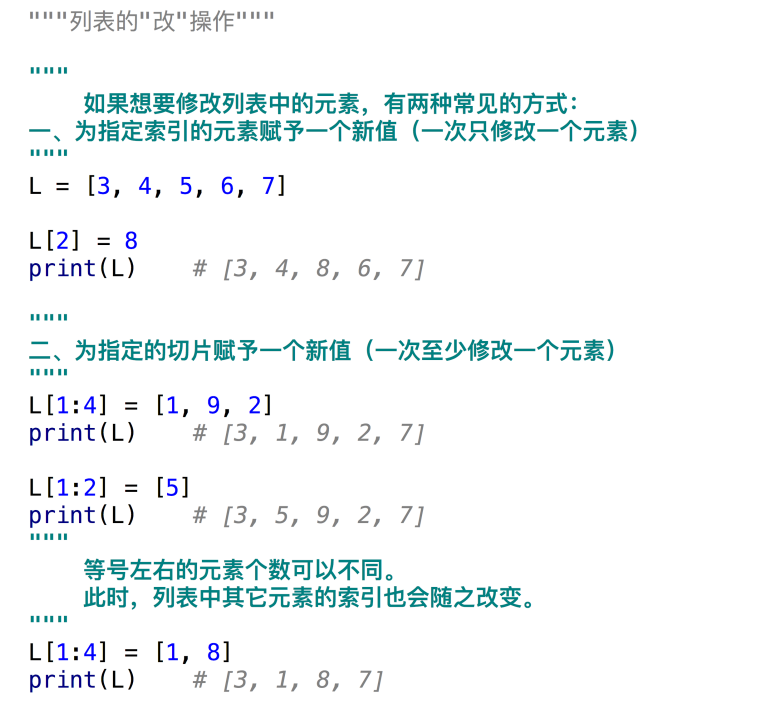 """列表的"改"操作"""
"""
如果想要修改列表中的元素，有两种常见的方式：
一、为指定索引的元素赋予一个新值（一次只修改一个元素）
"""
L = [3, 4, 5, 6, 7]
L[2] = 8
print(L)    # [3, 4, 8, 6, 7]
"""
二、为指定的切片赋予一个新值（一次至少修改一个元素）
"""
L[1:4] = [1, 9, 2]
print(L)    # [3, 1, 9, 2, 7]
L[1:2] = [5]
print(L)    # [3, 5, 9, 2, 7]
"""
等号左右的元素个数可以不同。
此时，列表中其它元素的索引也会随之改变。
"""
L[1:4] = [1, 8]
print(L)    # [3, 1, 8, 7]